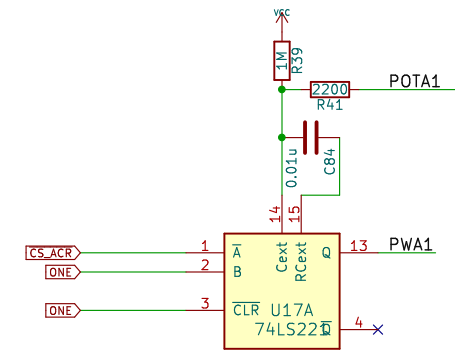 VCC
1M
R39
2200
POTA1
R41
0.01u
C84
14
15
CS_ACR
1
A
Cext
RCext
Q
13
PWA1
ONE
2
B
ONE
3
CLR
U17A
74LS221
Q
4